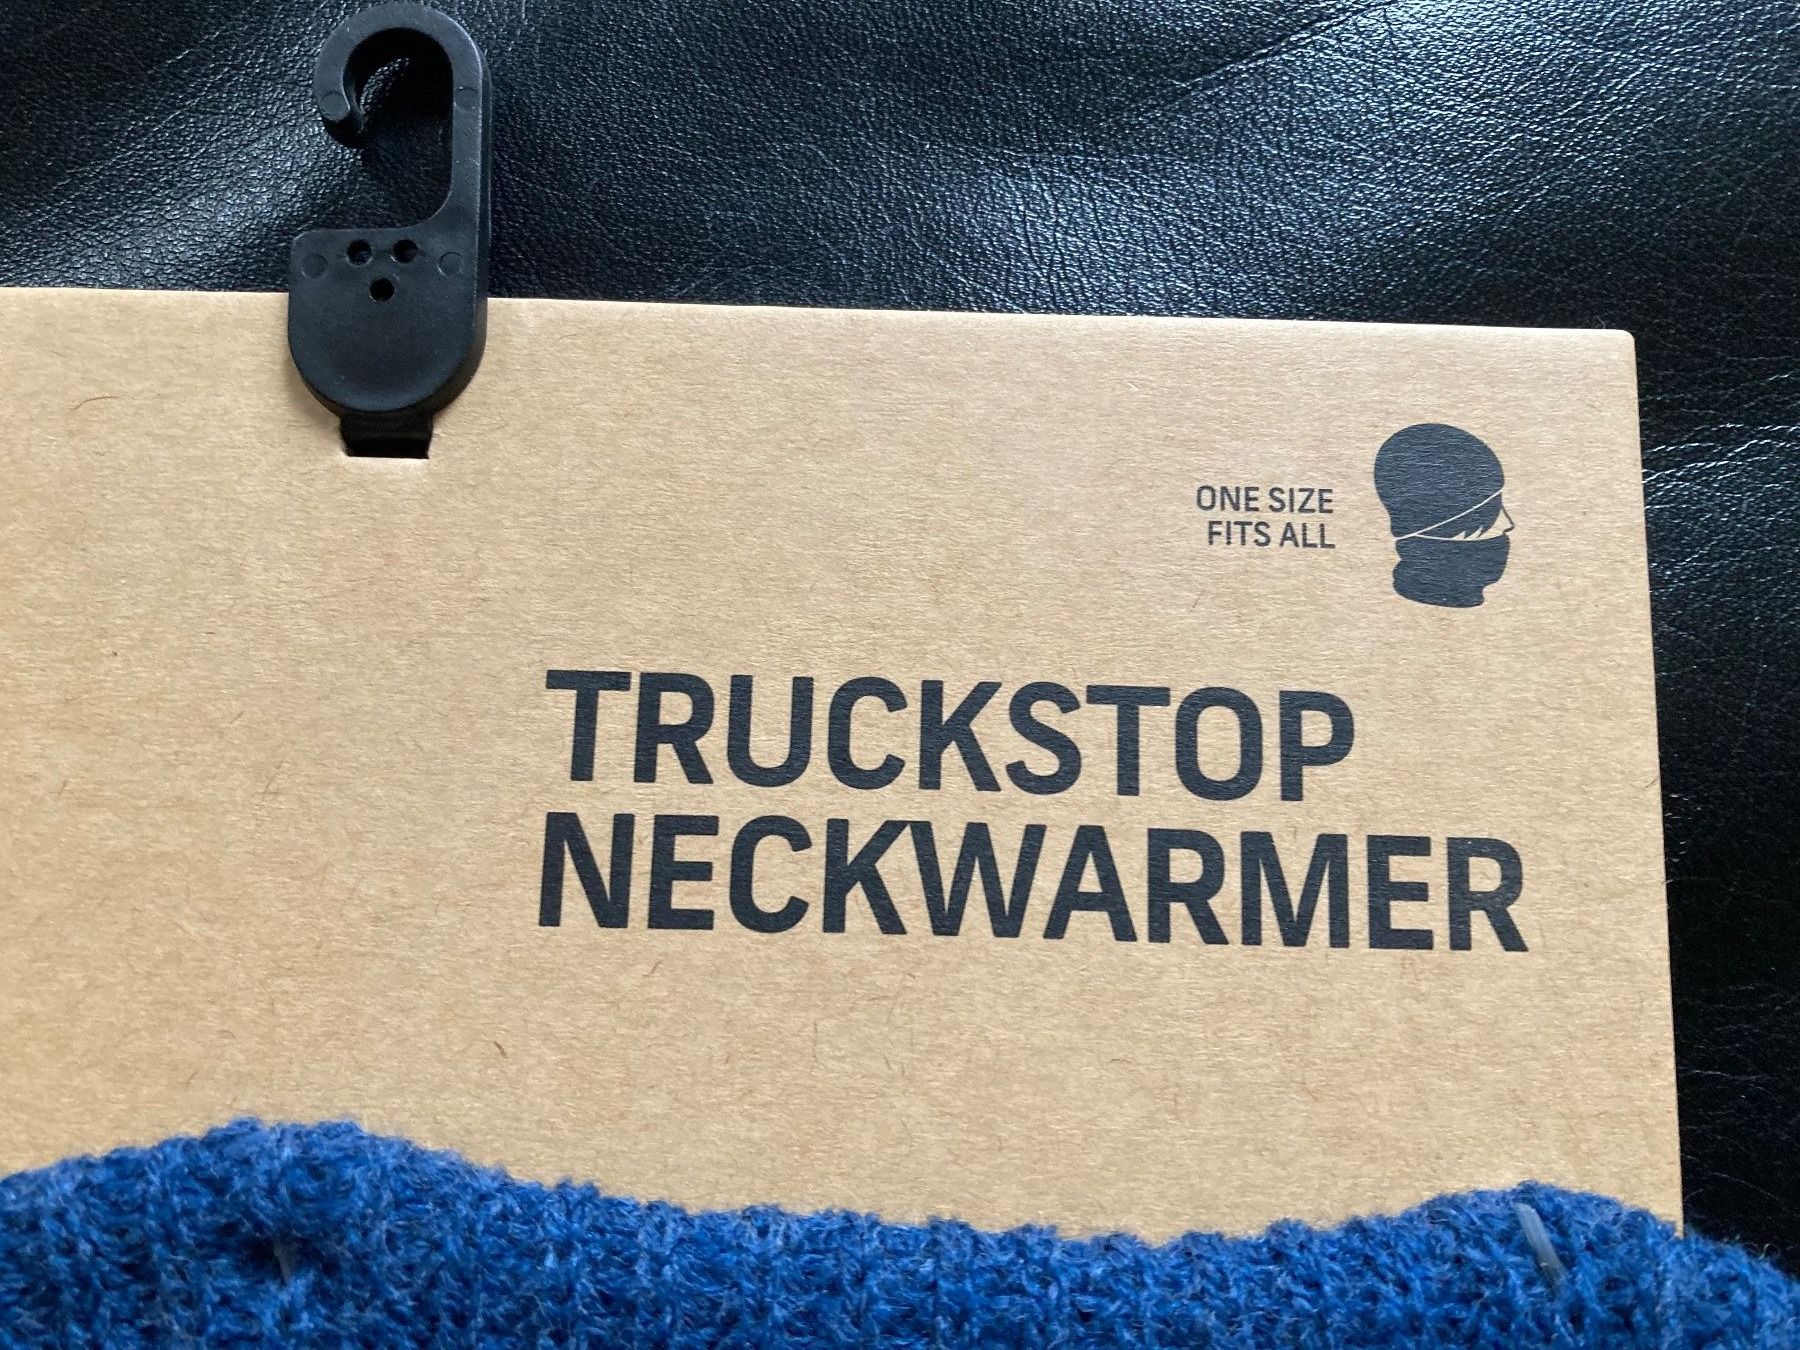 ONE SIZE
FITS ALL
TRUCKSTOP
NECKWARMER